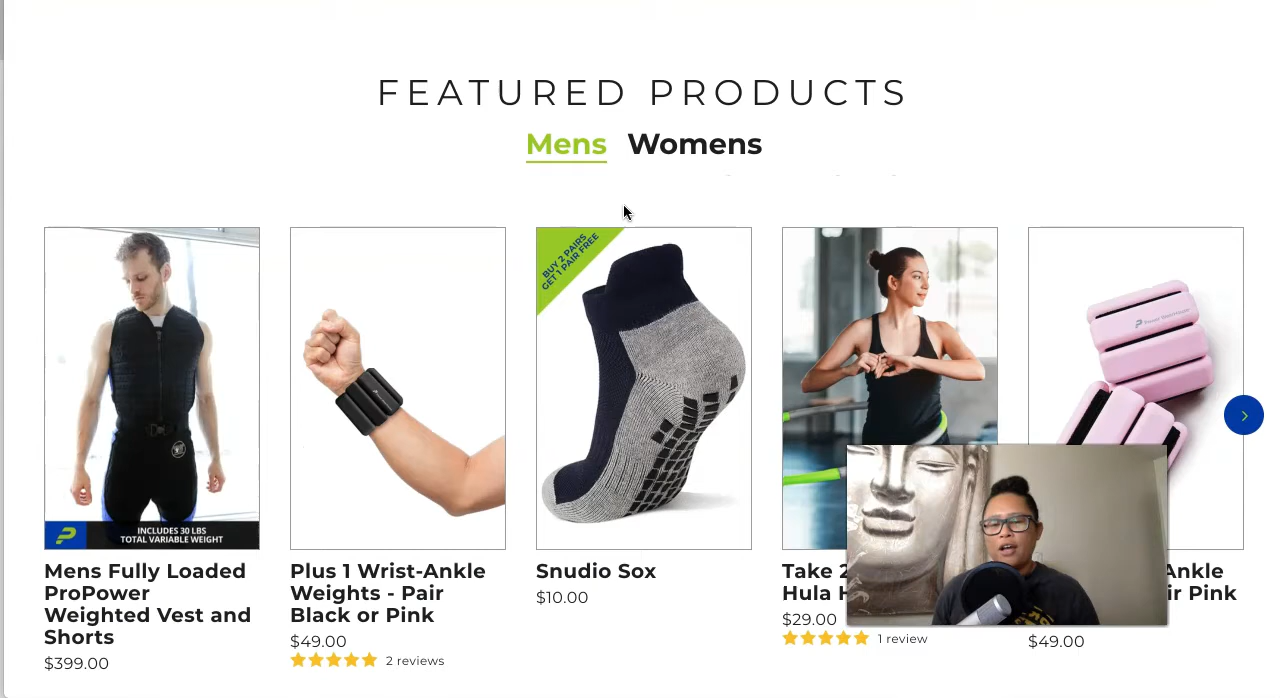 FEATURED PRODUCTS
Mens Womens
BUY 2 PAIRS
GET 1 PAIR FREE
INCLUDES 30 LBS
TOTAL VARIABLE WEIGHT
Mens Fully Loaded
ProPower
Weighted Vest and
Shorts
$399.00
Plus 1 Wrist-Ankle
Weights - Pair
Black or Pink
$49.00
2 reviews
Snudio Sox
$10.00
Take 2
Hula
$29.00
1 review
Ankle
Pink
$49.00